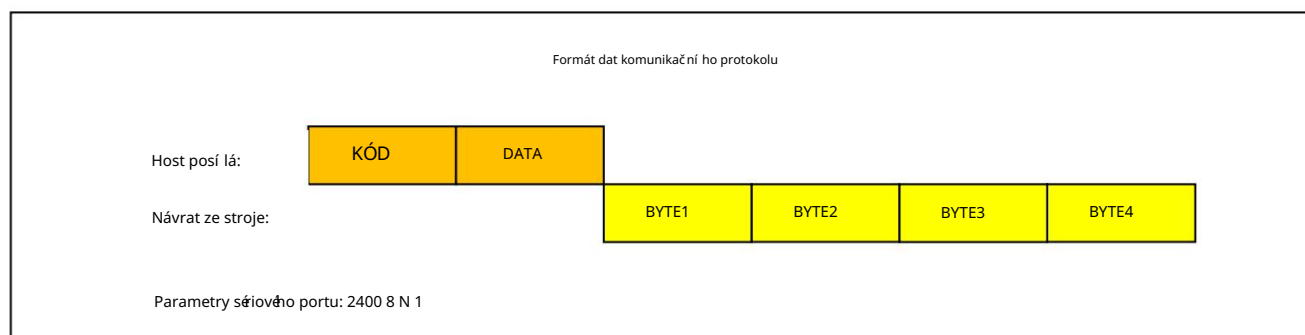 Formát dat komunikační ho protokolu
Host posí lá: KÓD DATA
Návrat ze stroje: BYTE1 BYTE2 BYTE3 BYTE4
Parametry sériového portu: 2400 8 N 1